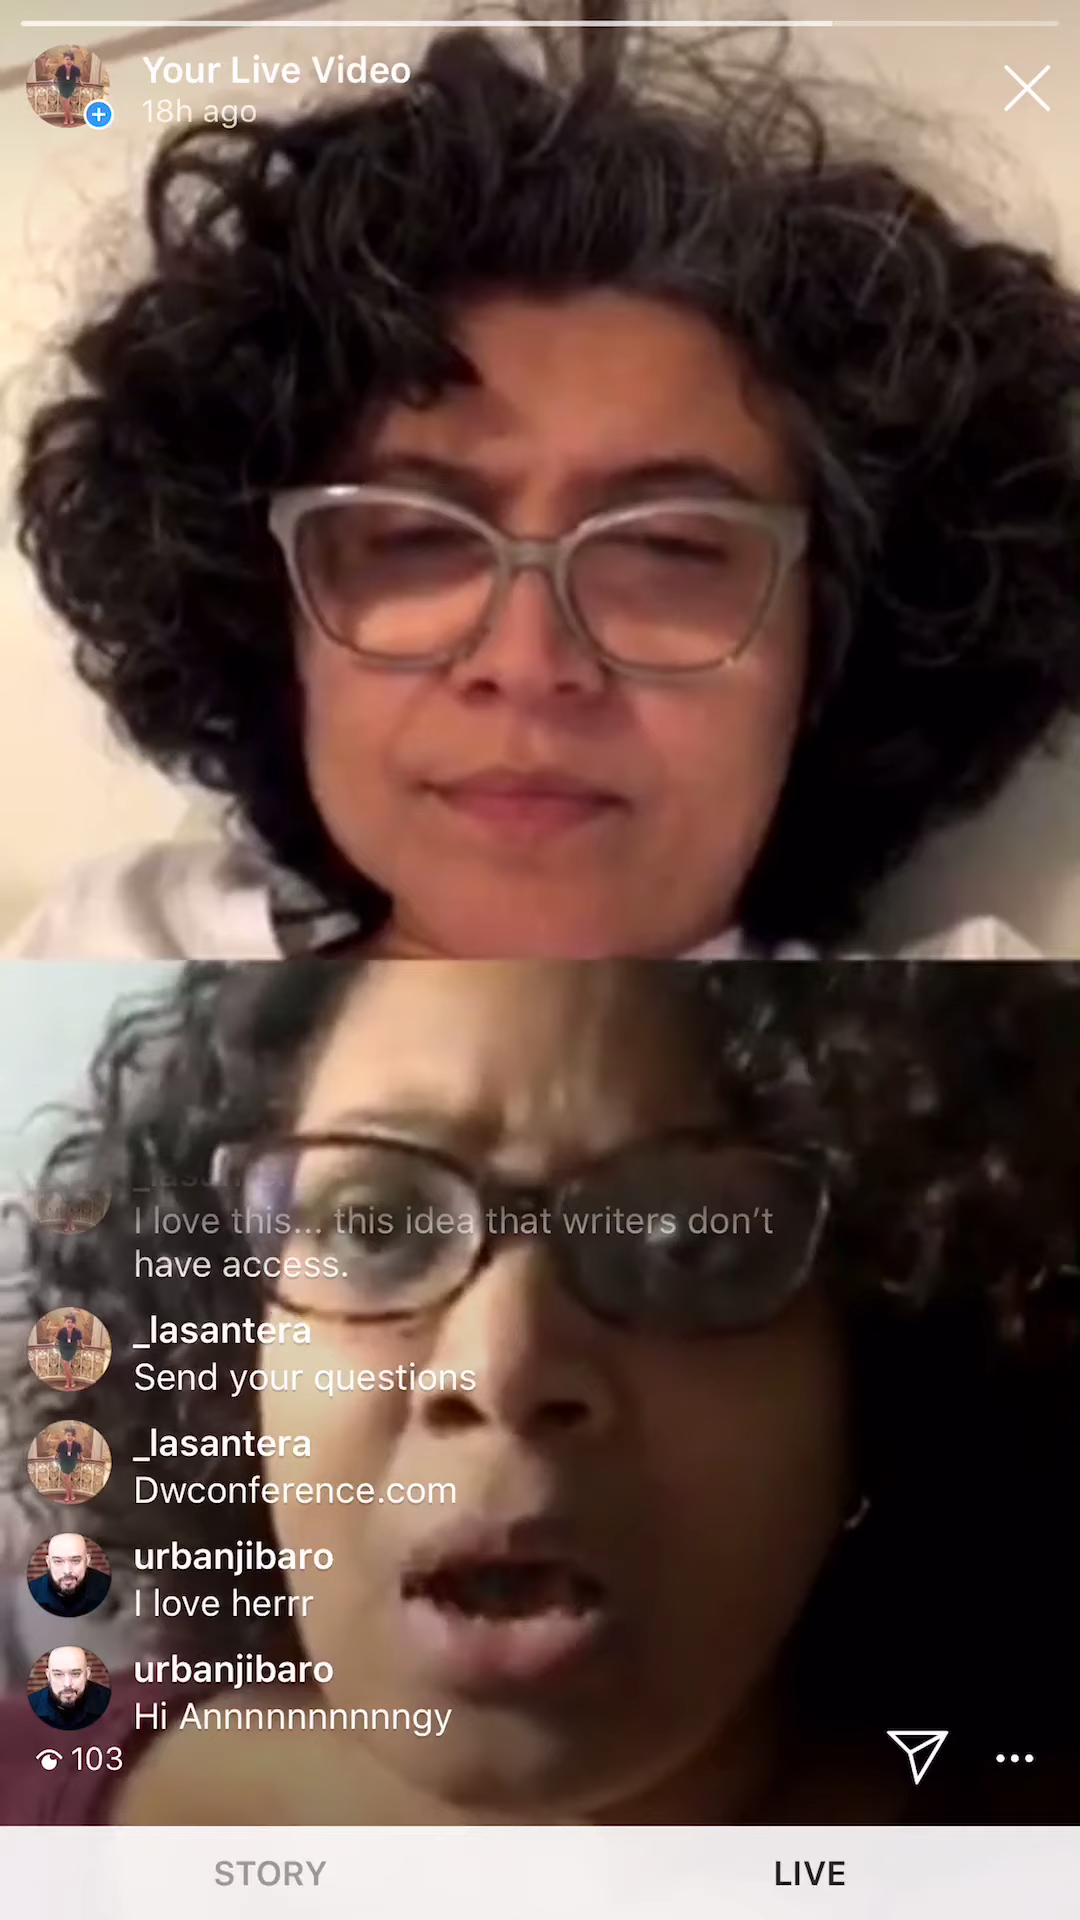 Your Live Video
18h ago
I love this... this idea that writers don't
have access.
_lasantera
Send your questions
_lasantera
Dwconference.com
urbanjibaro
I love herrr
urbanjibaro
Hi Annnnnnnnnngy
103
STORY
LIVE